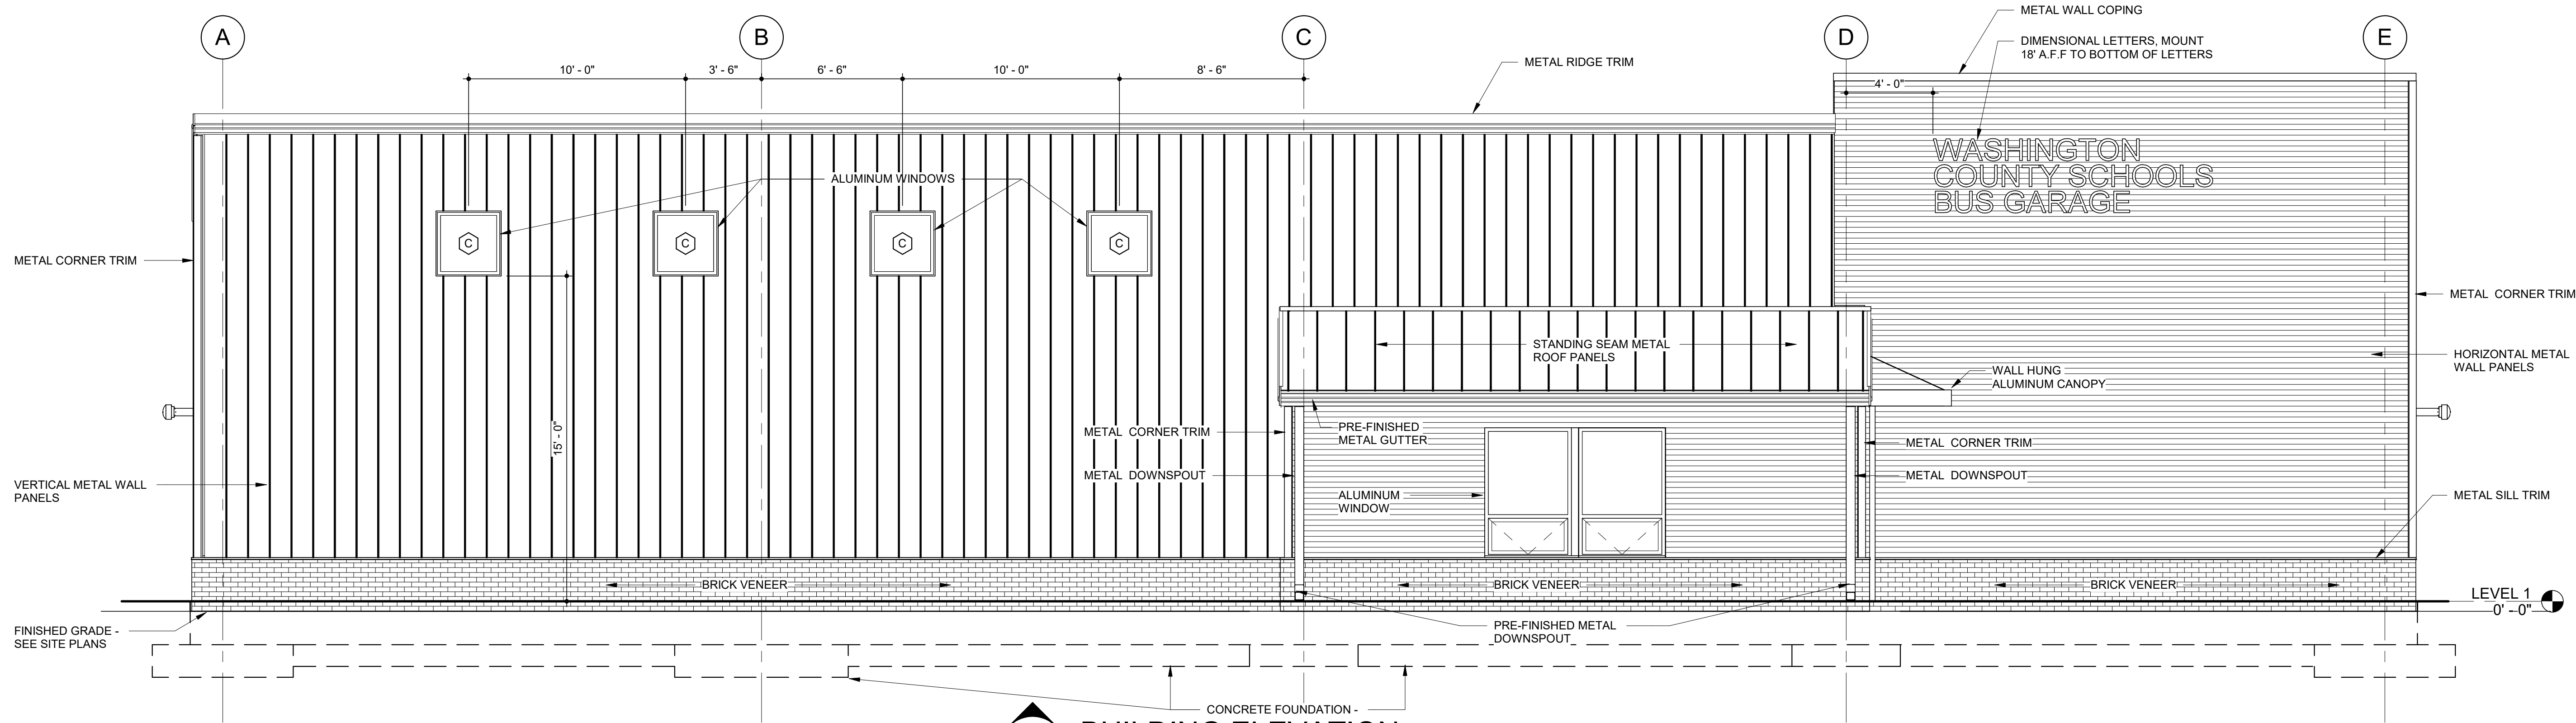 METAL WALL COPING
A
B
C
D
E
DIMENSIONAL LETTERS, MOUNT
18' A.F.F TO BOTTOM OF LETTERS
METAL RIDGE TRIM
10' - 0"
3' - 6"
6' - 6"
10' - 0"
8' - 6"
4' - 0"
WASHINGTON
COUNTY SCHOOLS
BUS GARAGE
ALUMINUM WINDOWS
C
C
C
C
METAL CORNER TRIM
METAL CORNER TRIM
STANDING SEAM METAL
ROOF PANELS
HORIZONTAL METAL
WALL PANELS
WALL HUNG
ALUMINUM CANOPY
15' - 0"
METAL CORNER TRIM
PRE-FINISHED
METAL GUTTER
METAL CORNER TRIM
METAL DOWNSPOUT
METAL DOWNSPOUT
VERTICAL METAL WALL
PANELS
ALUMINUM
WINDOW
METAL SILL TRIM
BRICK VENEER
BRICK VENEER
BRICK VENEER
LEVEL 1
0' - 0"
FINISHED GRADE -
SEE SITE PLANS
PRE-FINISHED METAL
DOWNSPOUT
CONCRETE FOUNDATION -
BUILDING ELEVATION